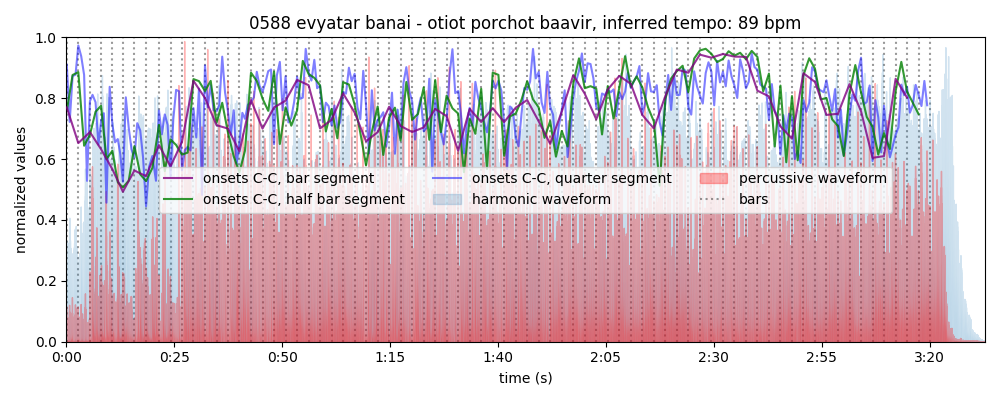 0588 evyatar banai - otiot porchot baavir, inferred tempo: 89 bpm
normalized values
1.0
0.8
0.6
0.4
0.2
0.0
onsets C-C, bar segment
onsets C-C, half bar segment
onsets C-C, quarter segment
harmonic waveform
percussive waveform
bars
0:00 0:25 0:50 1:15 1:40 2:05 2:30 2:55 3:20
time (s)